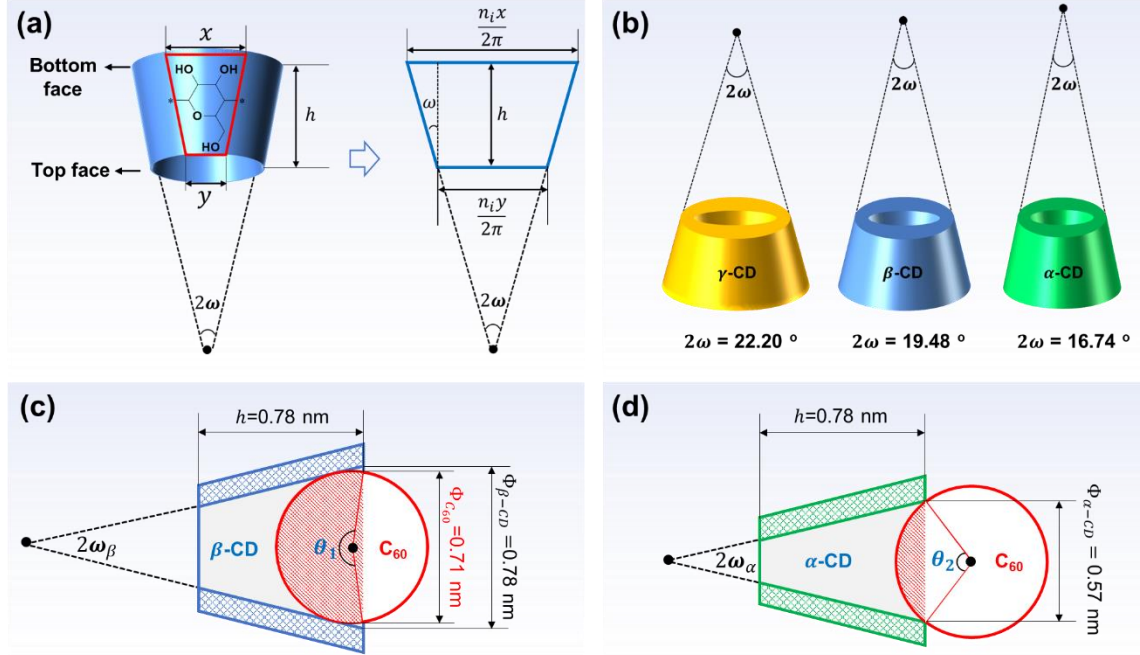 (a)
x
Bottom
face
HO
OH
*
*
O
HO
h
Top face
y
2ω
n_i x
2π
ω
h
n_i y
2π
2ω
(b)
2ω
2ω
2ω
γ-CD
β-CD
α-CD
2ω = 22.20 °
2ω = 19.48 °
2ω = 16.74 °
(c)
h=0.78 nm
2ω_β
β-CD
θ_1
C_60
Φ_C60=0.71 nm
Φ_β-CD=0.78 nm
(d)
h=0.78 nm
2ω_α
α-CD
θ_2
C_60
Φ_α-CD = 0.57 nm